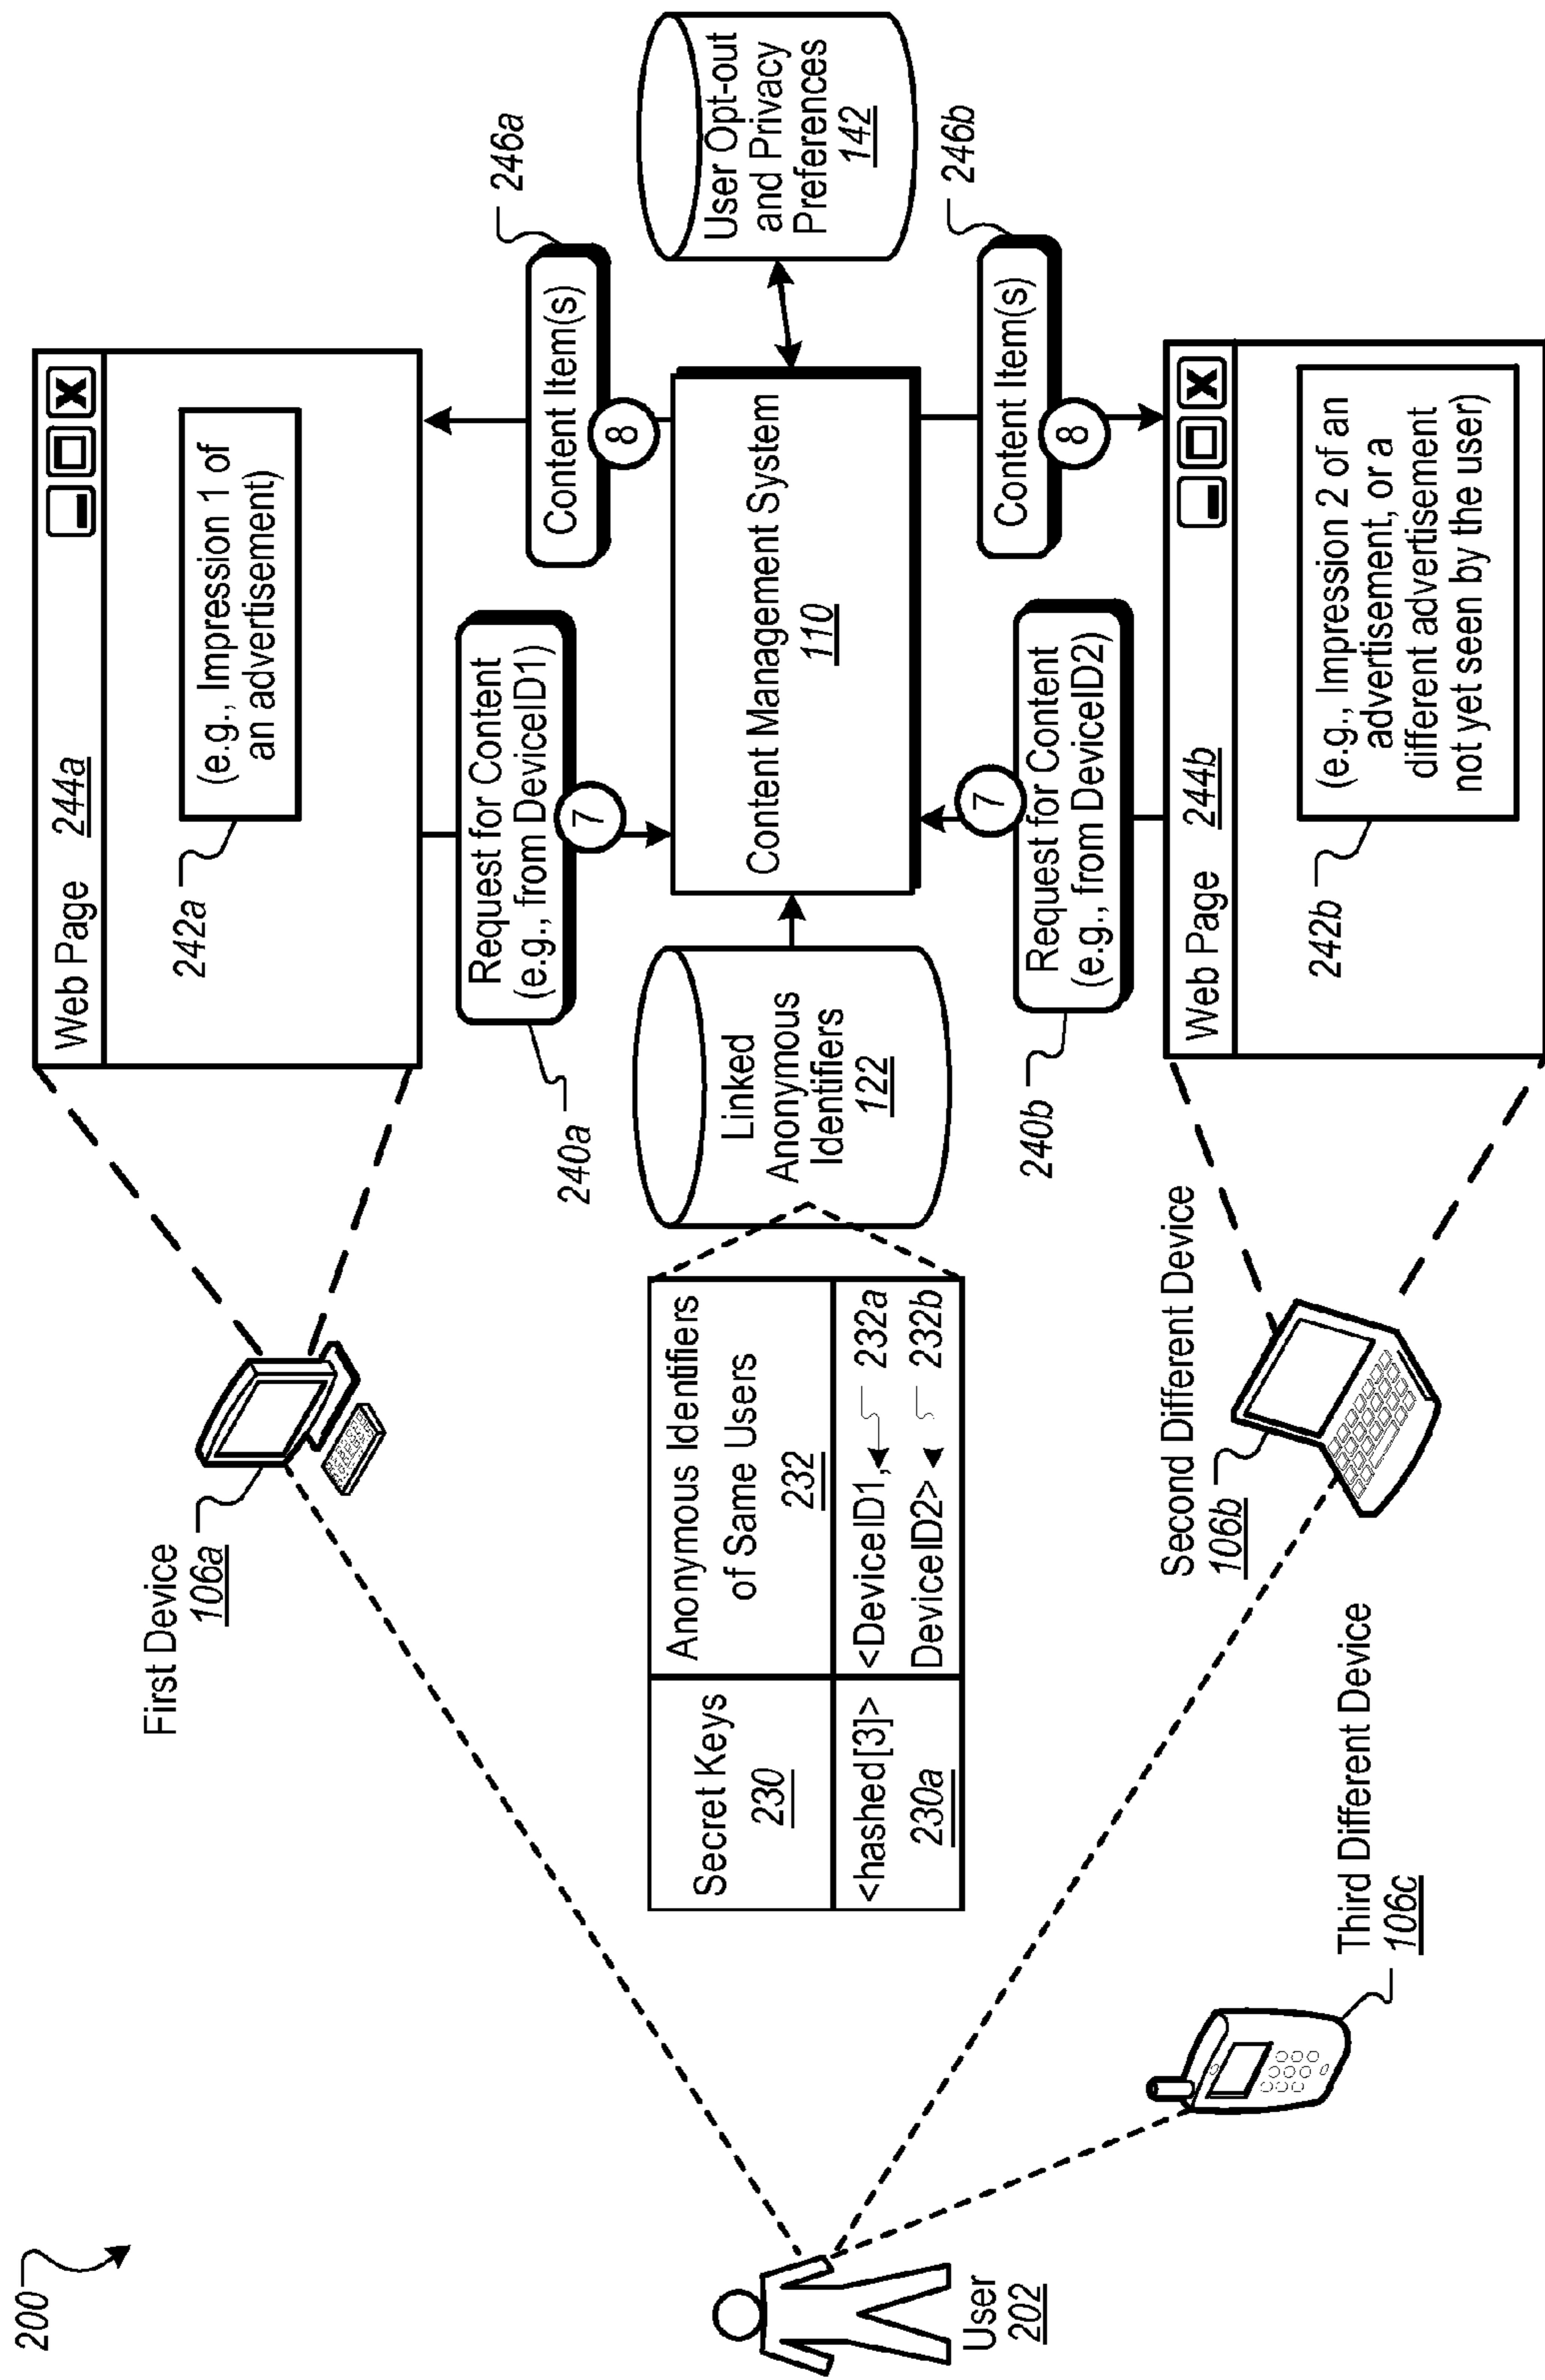 200
User
202
First Device
106a
Second Different Device
106b
Third Different Device
106c
Secret Keys
230
Anonymous Identifiers
of Same Users
232
<hashed[3]>
230a
<DeviceID1,
232a
DeviceID2>
232b
Linked
Anonymous
Identifiers
122
Web Page 244a
242a
(e.g., Impression 1 of
an advertisement)
240a
Request for Content
(e.g., from DeviceID1)
7
Content Item(s)
246a
8
Content Management System
110
User Opt-out
and Privacy
Preferences
142
240b
Request for Content
(e.g., from DeviceID2)
7
Content Item(s)
246b
8
Web Page 244b
242b
(e.g., Impression 2 of an
advertisement, or a
different advertisement
not yet seen by the user)